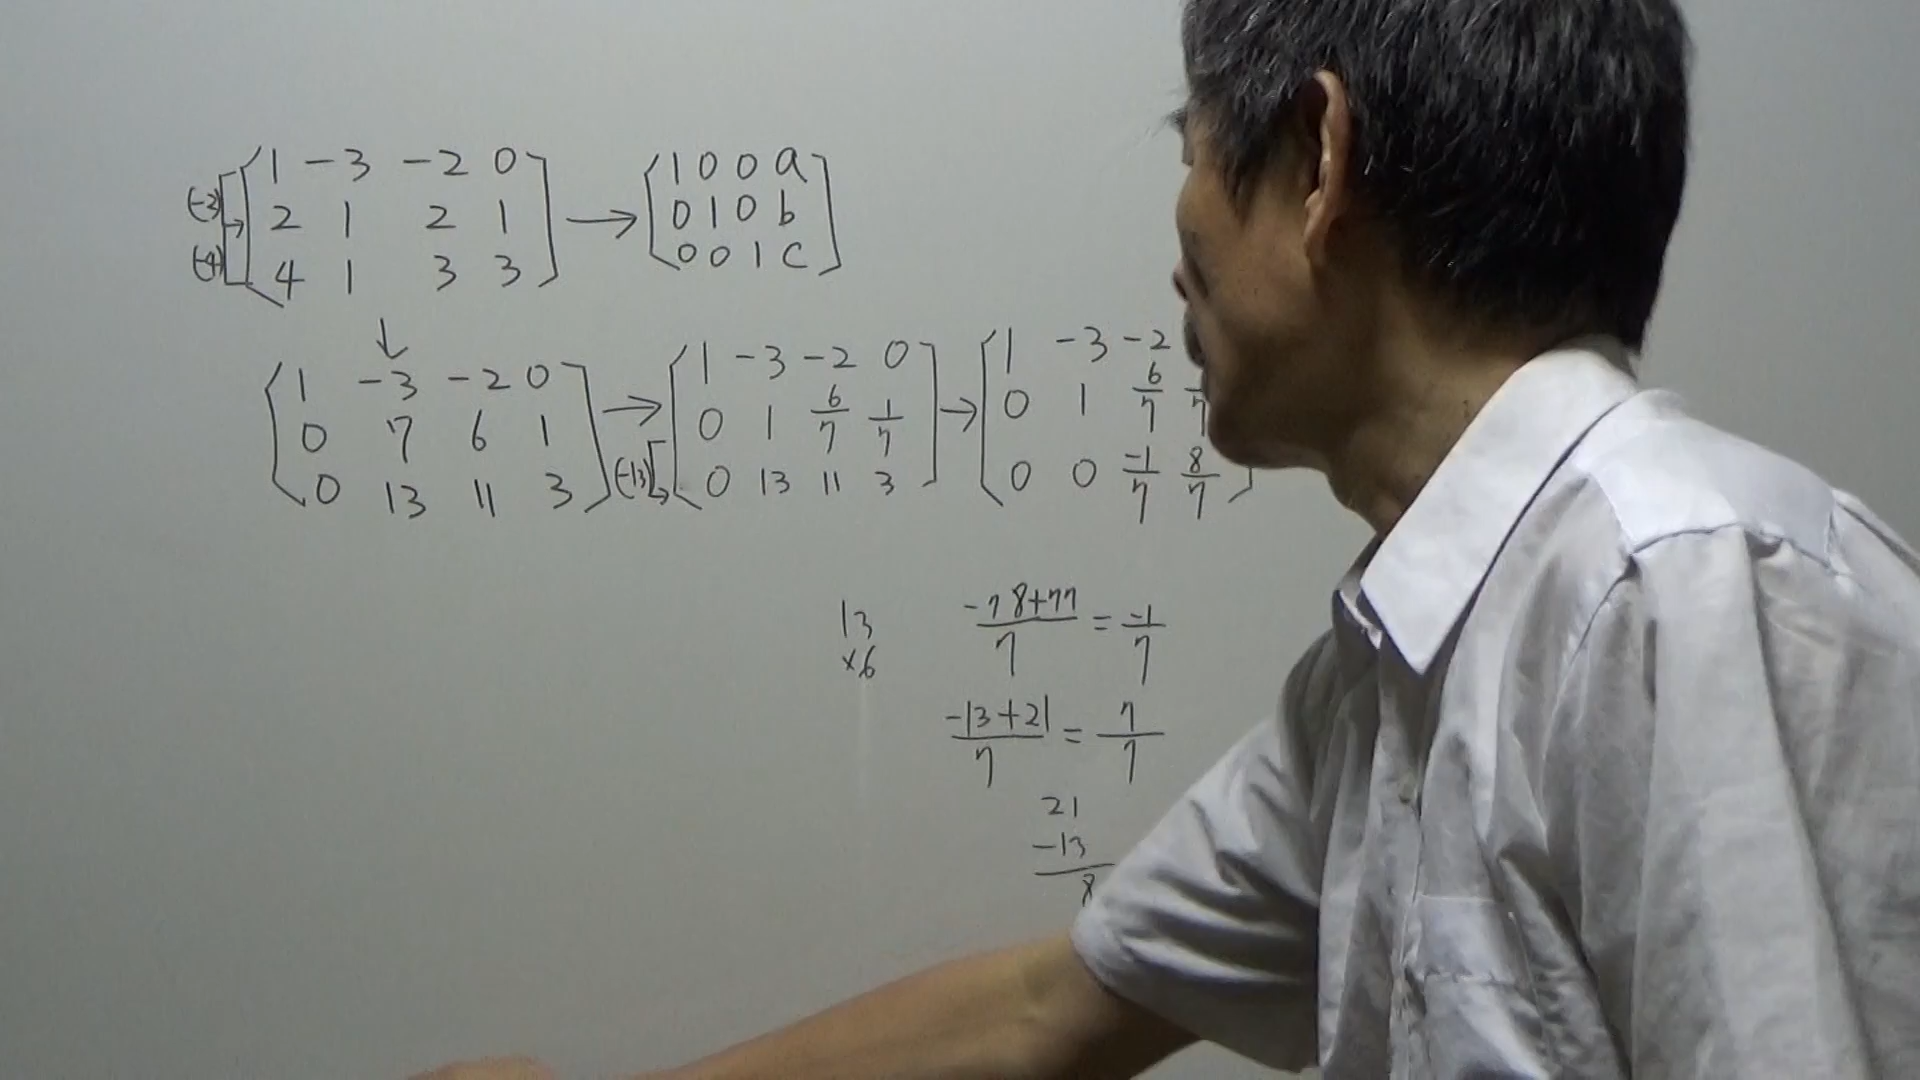 1 -3 -2 0
(-2) 2 1 2 1
(-4) 4 1 3 3
→
1 0 0 a
0 1 0 b
0 0 1 c
↓
1 -3 -2 0
0 7 6 1
0 13 11 3
→
1 -3 -2 0
0 1 6/7 1/7
(-13) 0 13 11 3
→
1 -3 -2
0 1 6/7
0 0 -1/7 8/7
13
×6
-78+77/7 = -1/7
-13+21/7 = 7/7
21
-13
8